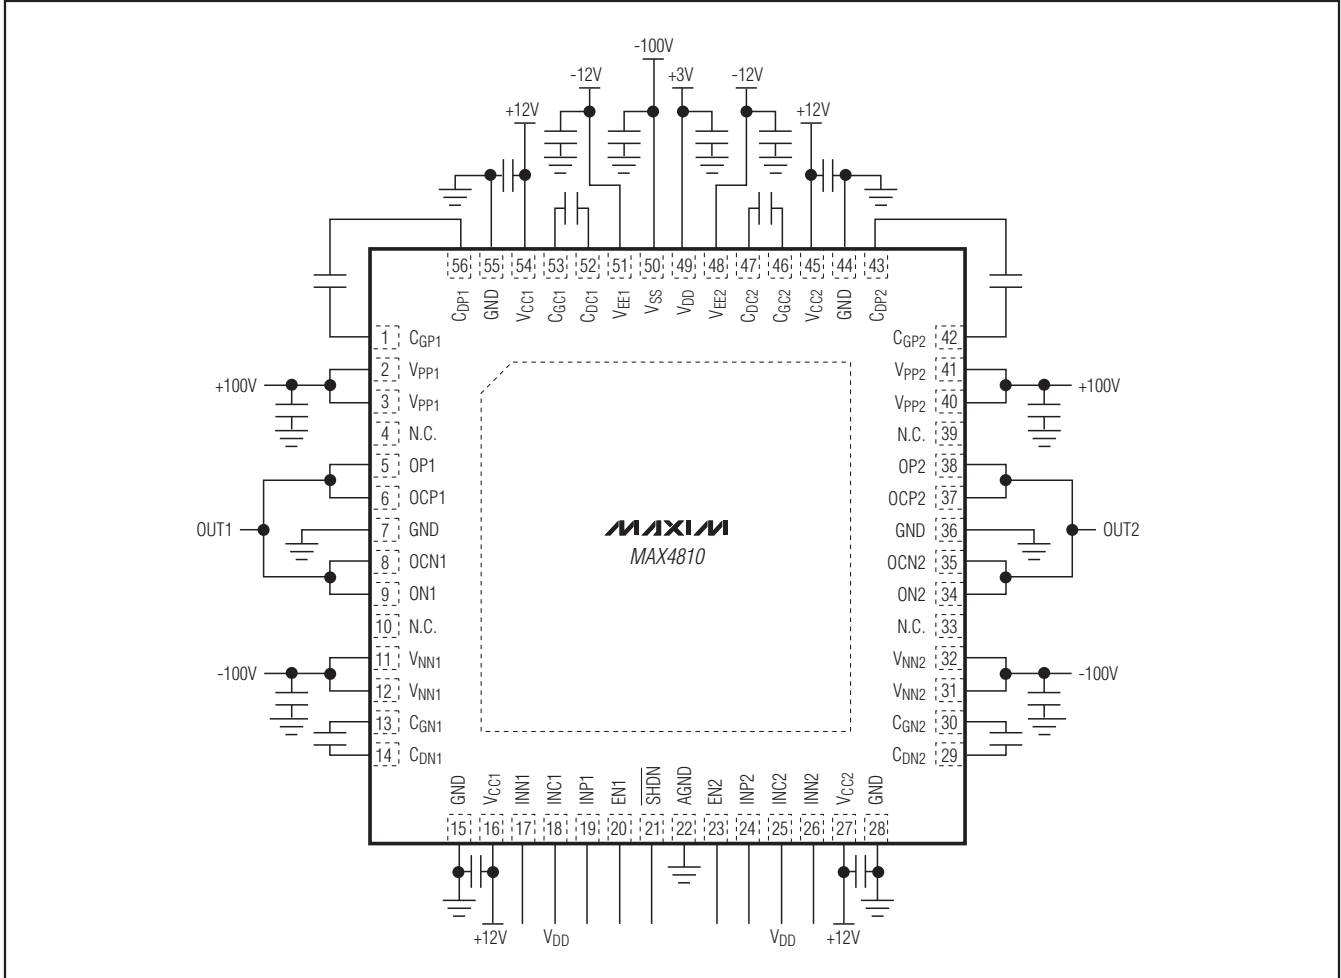 -100V
-12V +3V -12V
+12V +12V
56 55 54 53 52 51 50 49 48 47 46 45 44 43
CDP1 GND VCC1 CGC1 CDC1 VEE1 VSS VDD VEE2 CDC2 CGC2 VCC2 GND CDP2
1 CGP1 CGP2 42
2 VPP1 VPP2 41
+100V +100V
3 VPP1 VPP2 40
4 N.C. N.C. 39
5 OP1 OP2 38
6 OCP1 OCP2 37
OUT1 7 GND MAXIM GND 36 OUT2
MAX4810
8 OCN1 OCN2 35
9 ON1 ON2 34
10 N.C. N.C. 33
11 VNN1 VNN2 32
-100V -100V
12 VNN1 VNN2 31
13 CGN1 CGN2 30
14 CDN1 CDN2 29
GND VCC1 INN1 INC1 INP1 EN1 SHDN AGND EN2 INP2 INC2 INN2 VCC2 GND
15 16 17 18 19 20 21 22 23 24 25 26 27 28
+12V VDD VDD +12V